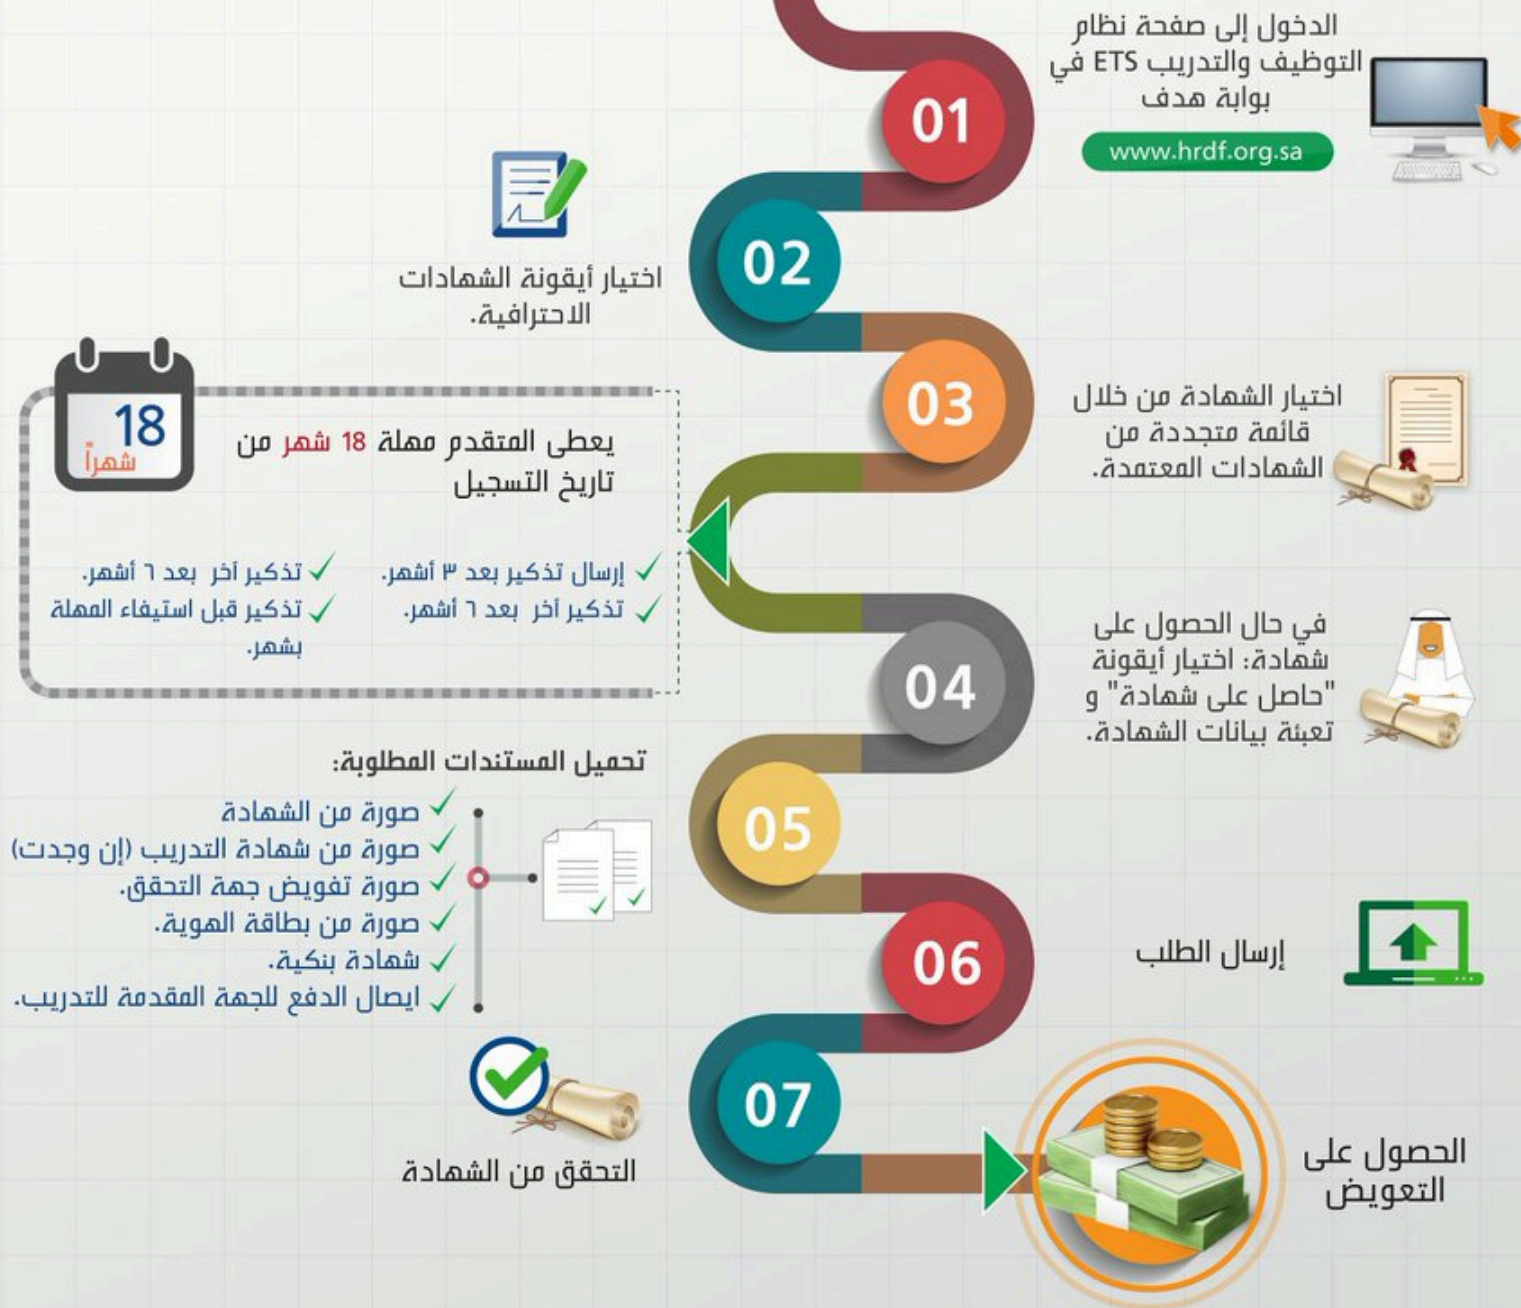 01
الدخول إلى صفحة نظام
التوظيف والتدريب ETS في
بوابة هدف
www.hrdf.org.sa
02
اختيار أيقونة الشهادات
الاحترافية.
03
اختيار الشهادة من خلال
قائمة متجددة من
الشهادات المعتمدة.
18
شهراً
يعطى المتقدم مهلة 18 شهر من
تاريخ التسجيل
إرسال تذكير بعد ٣ أشهر.
تذكير آخر بعد ٦ أشهر.
تذكير آخر بعد ٦ أشهر.
تذكير قبل استيفاء المهلة
بشهر.
04
في حال الحصول على
شهادة: اختيار أيقونة
"حاصل على شهادة" و
تعبئة بيانات الشهادة.
05
تحميل المستندات المطلوبة:
صورة من الشهادة
صورة من شهادة التدريب (إن وجدت)
صورة تفويض جهة التحقق.
صورة من بطاقة الهوية.
شهادة بنكية.
ايصال الدفع للجهة المقدمة للتدريب.
06
إرسال الطلب
07
التحقق من الشهادة
الحصول على
التعويض